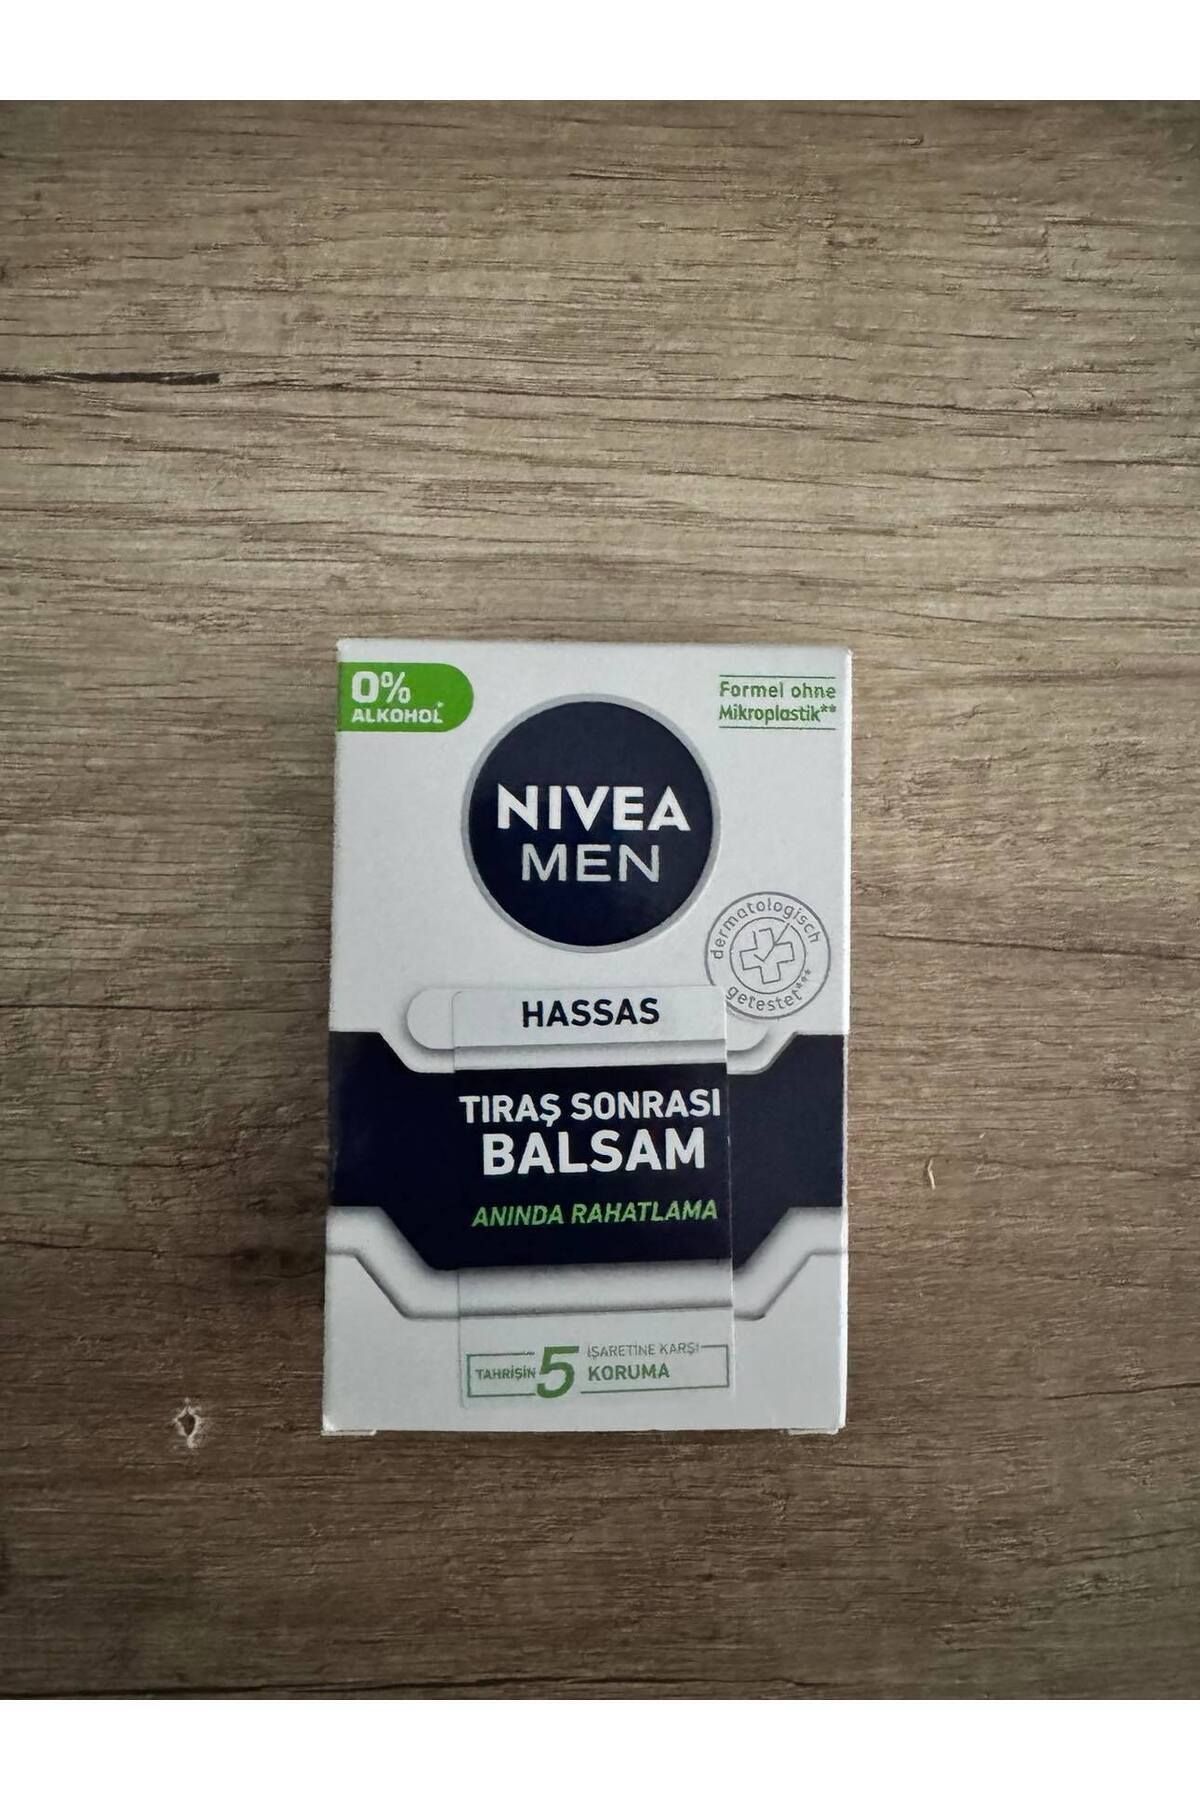 0%
ALKOHOL*
Formel ohne
Mikroplastik**
NIVEA
MEN
dermatologisch
getestet***
HASSAS
TIRAŞ SONRASI
BALSAM
ANINDA RAHATLAMA
TAHRİŞİN 5 İŞARETİNE KARŞI
KORUMA